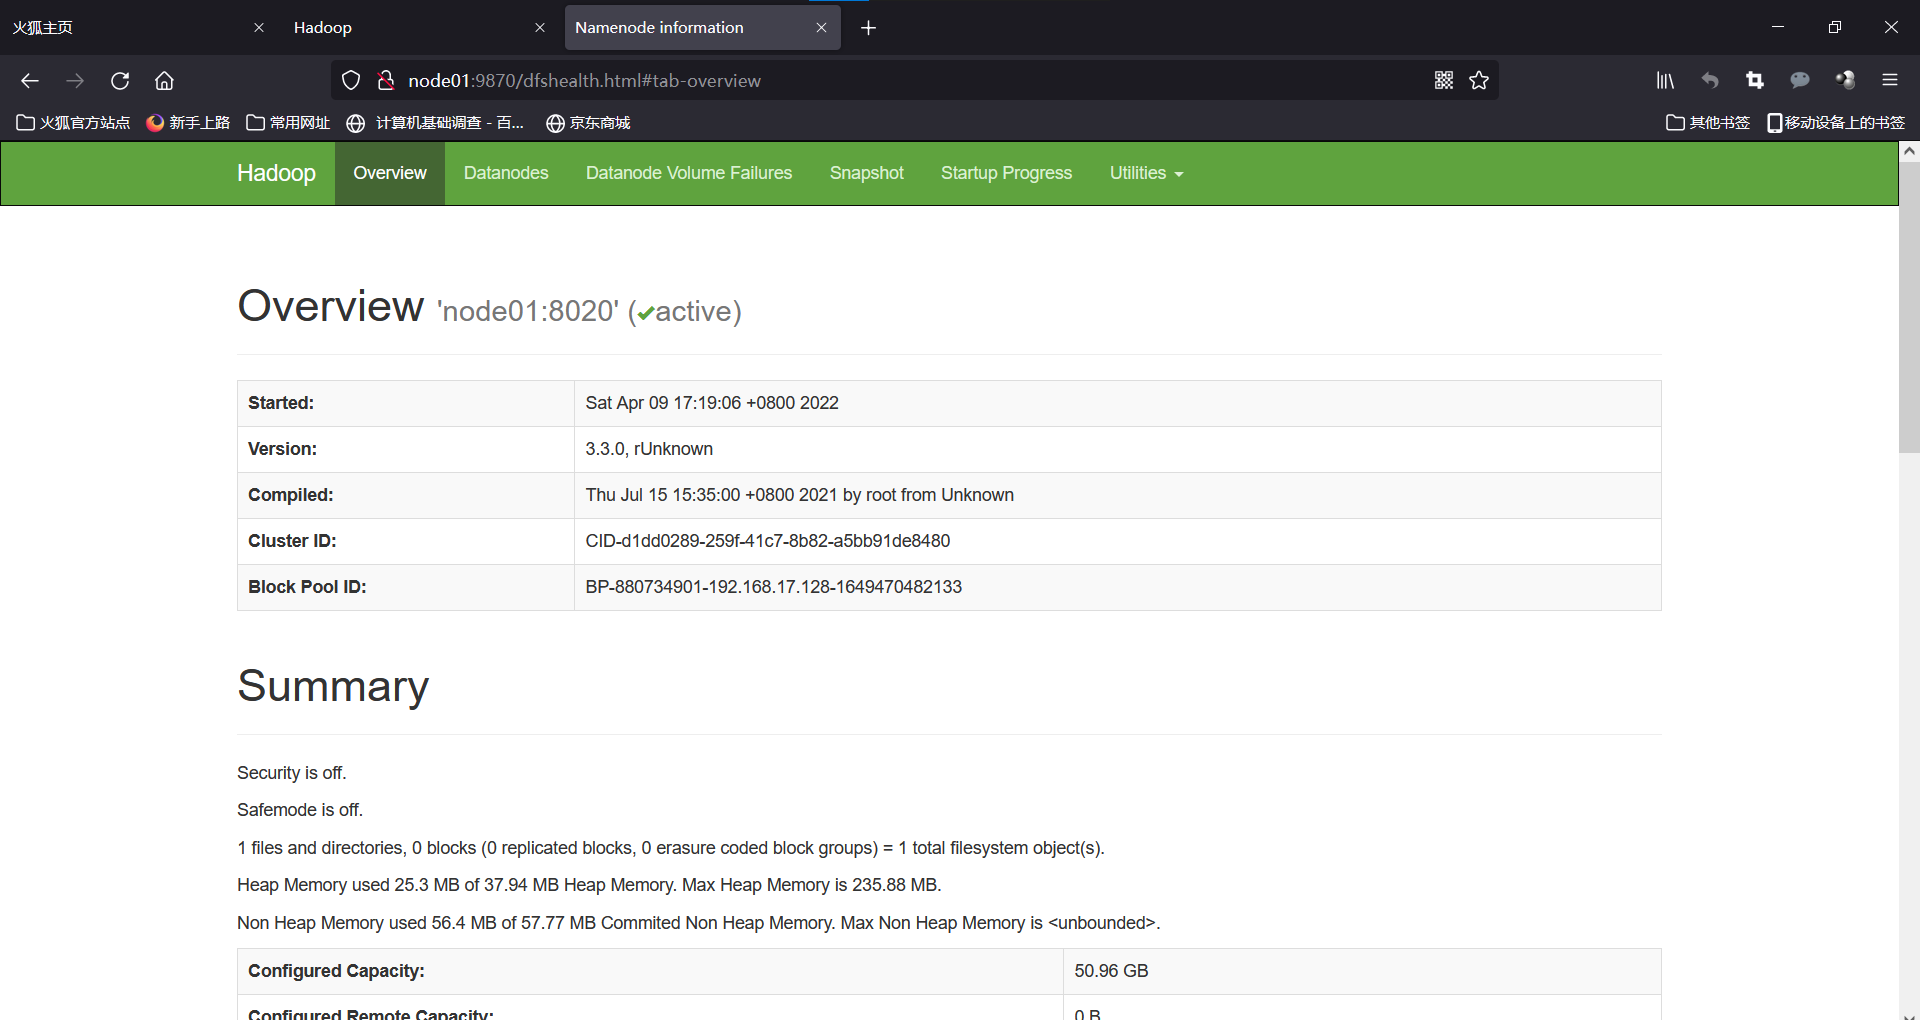 火狐主页
Hadoop
Namenode information
node01:9870/dfshealth.html#tab-overview
火狐官方站点 新手上路 常用网址 计算机基础调查 - 百... 京东商城 其他书签 移动设备上的书签
Hadoop Overview Datanodes Datanode Volume Failures Snapshot Startup Progress Utilities
Overview 'node01:8020' (✔active)
Started: Sat Apr 09 17:19:06 +0800 2022
Version: 3.3.0, rUnknown
Compiled: Thu Jul 15 15:35:00 +0800 2021 by root from Unknown
Cluster ID: CID-d1dd0289-259f-41c7-8b82-a5bb91de8480
Block Pool ID: BP-880734901-192.168.17.128-1649470482133
Summary
Security is off.
Safemode is off.
1 files and directories, 0 blocks (0 replicated blocks, 0 erasure coded block groups) = 1 total filesystem object(s).
Heap Memory used 25.3 MB of 37.94 MB Heap Memory. Max Heap Memory is 235.88 MB.
Non Heap Memory used 56.4 MB of 57.77 MB Commited Non Heap Memory. Max Non Heap Memory is <unbounded>.
Configured Capacity: 50.96 GB
Configured Remote Capacity: 0 B